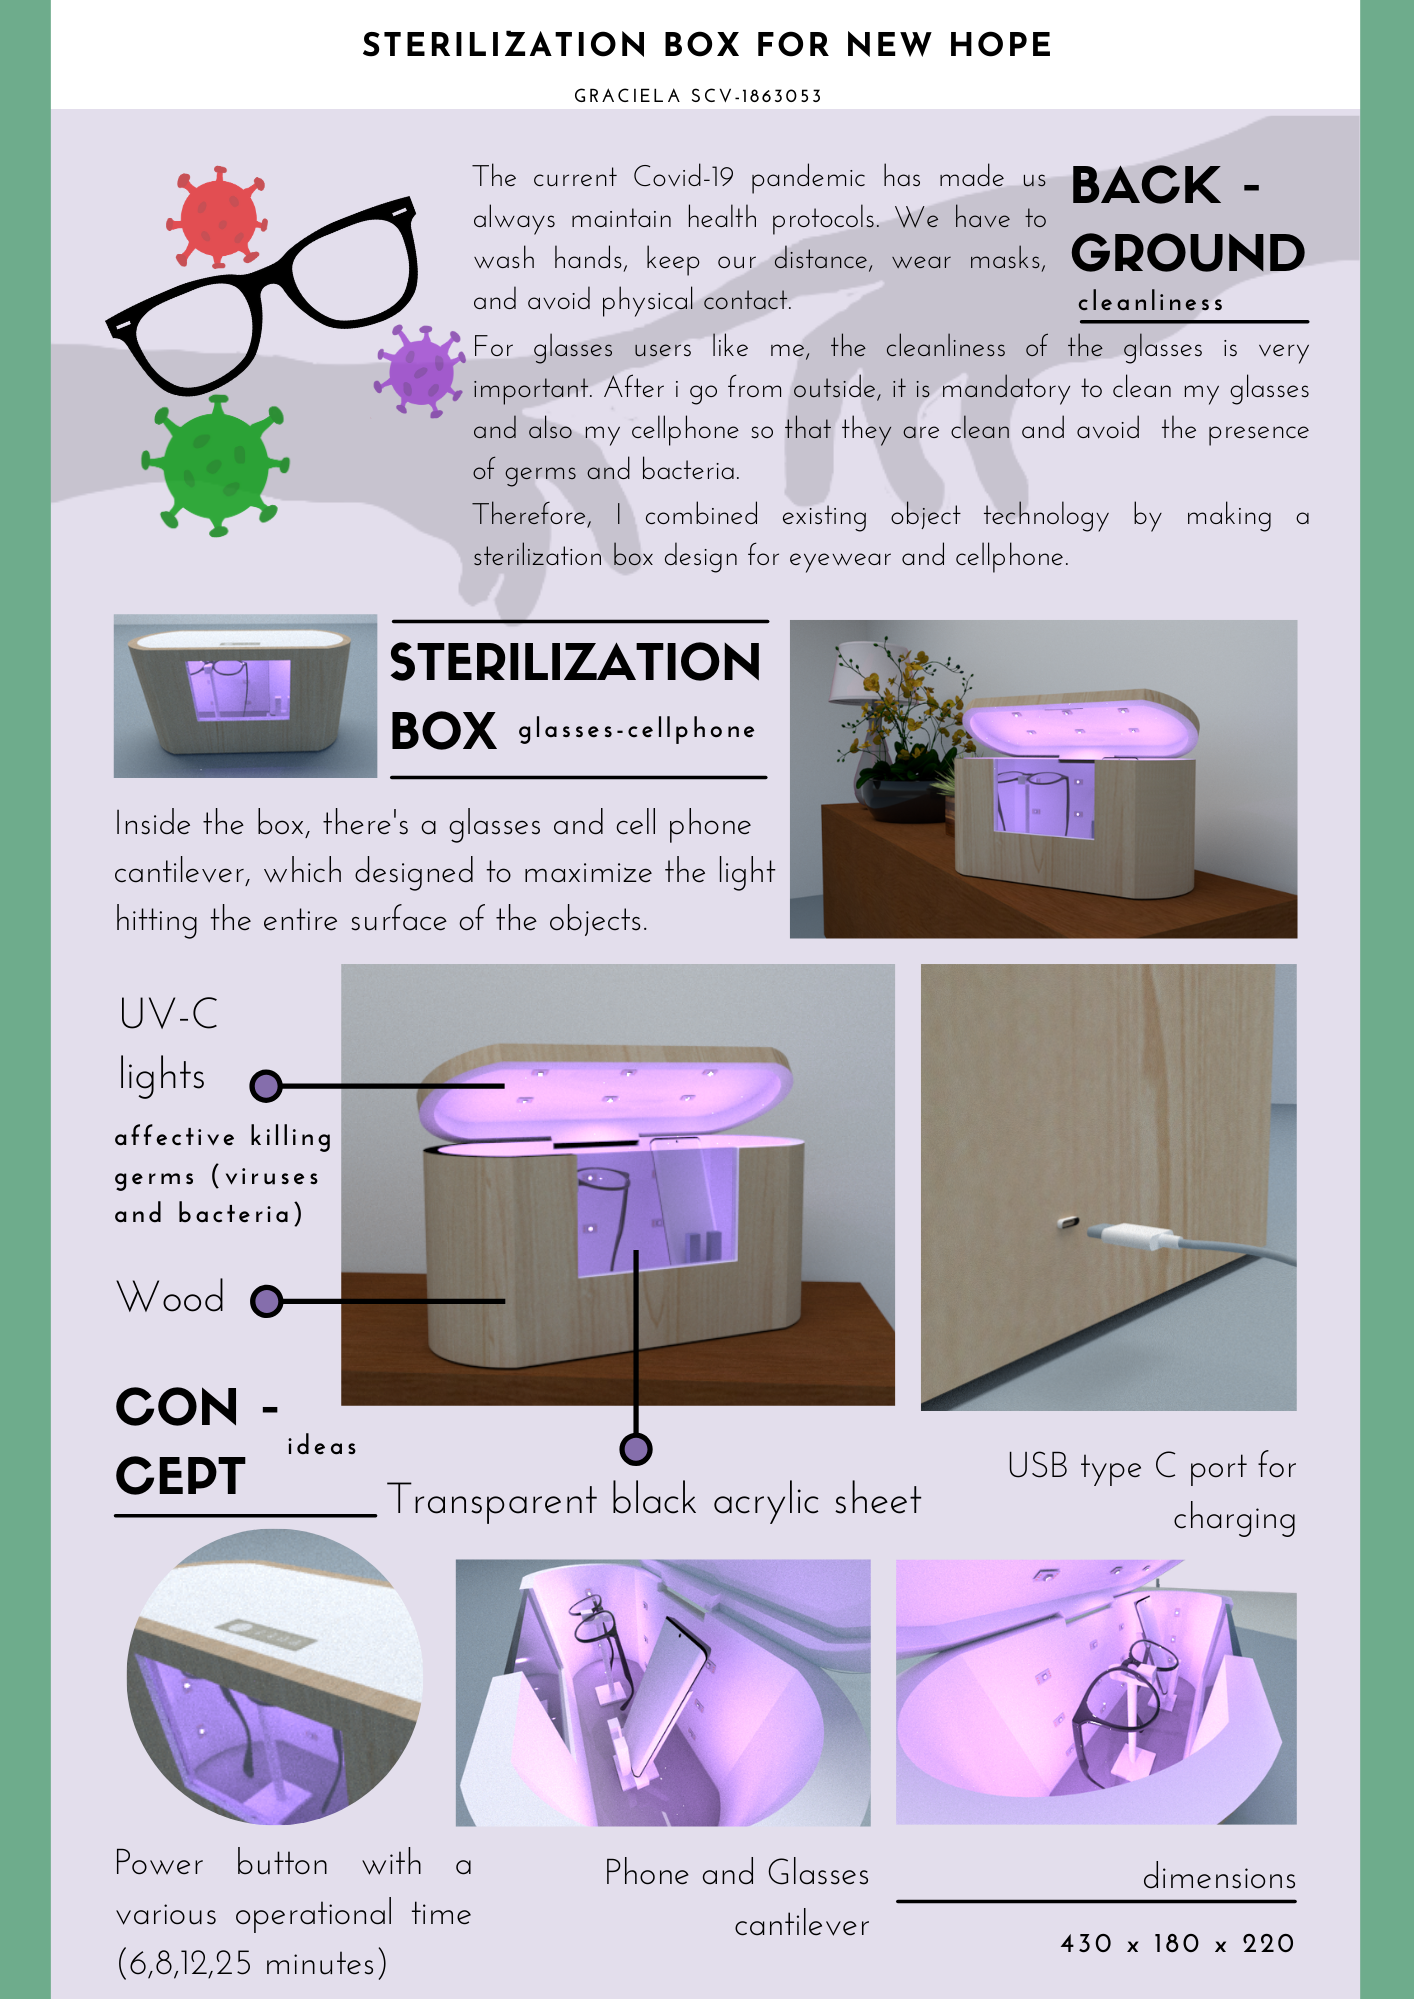 STERILIZATION BOX FOR NEW HOPE
GRACIELA SCV-1863053
BACK -
GROUND
cleanliness
The current Covid-19 pandemic has made us
always maintain health protocols. We have to
wash hands, keep our distance, wear masks,
and avoid physical contact.
For glasses users like me, the cleanliness of the glasses is very
important. After i go from outside, it is mandatory to clean my glasses
and also my cellphone so that they are clean and avoid the presence
of germs and bacteria.
Therefore, I combined existing object technology by making a
sterilization box design for eyewear and cellphone.
STERILIZATION
BOX glasses-cellphone
Inside the box, there's a glasses and cell phone
cantilever, which designed to maximize the light
hitting the entire surface of the objects.
UV-C
lights
affective killing
germs (viruses
and bacteria)
Wood
CON -
CEPT
ideas
Transparent black acrylic sheet
USB type C port for
charging
Power button with a
various operational time
(6,8,12,25 minutes)
Phone and Glasses
cantilever
dimensions
430 x 180 x 220